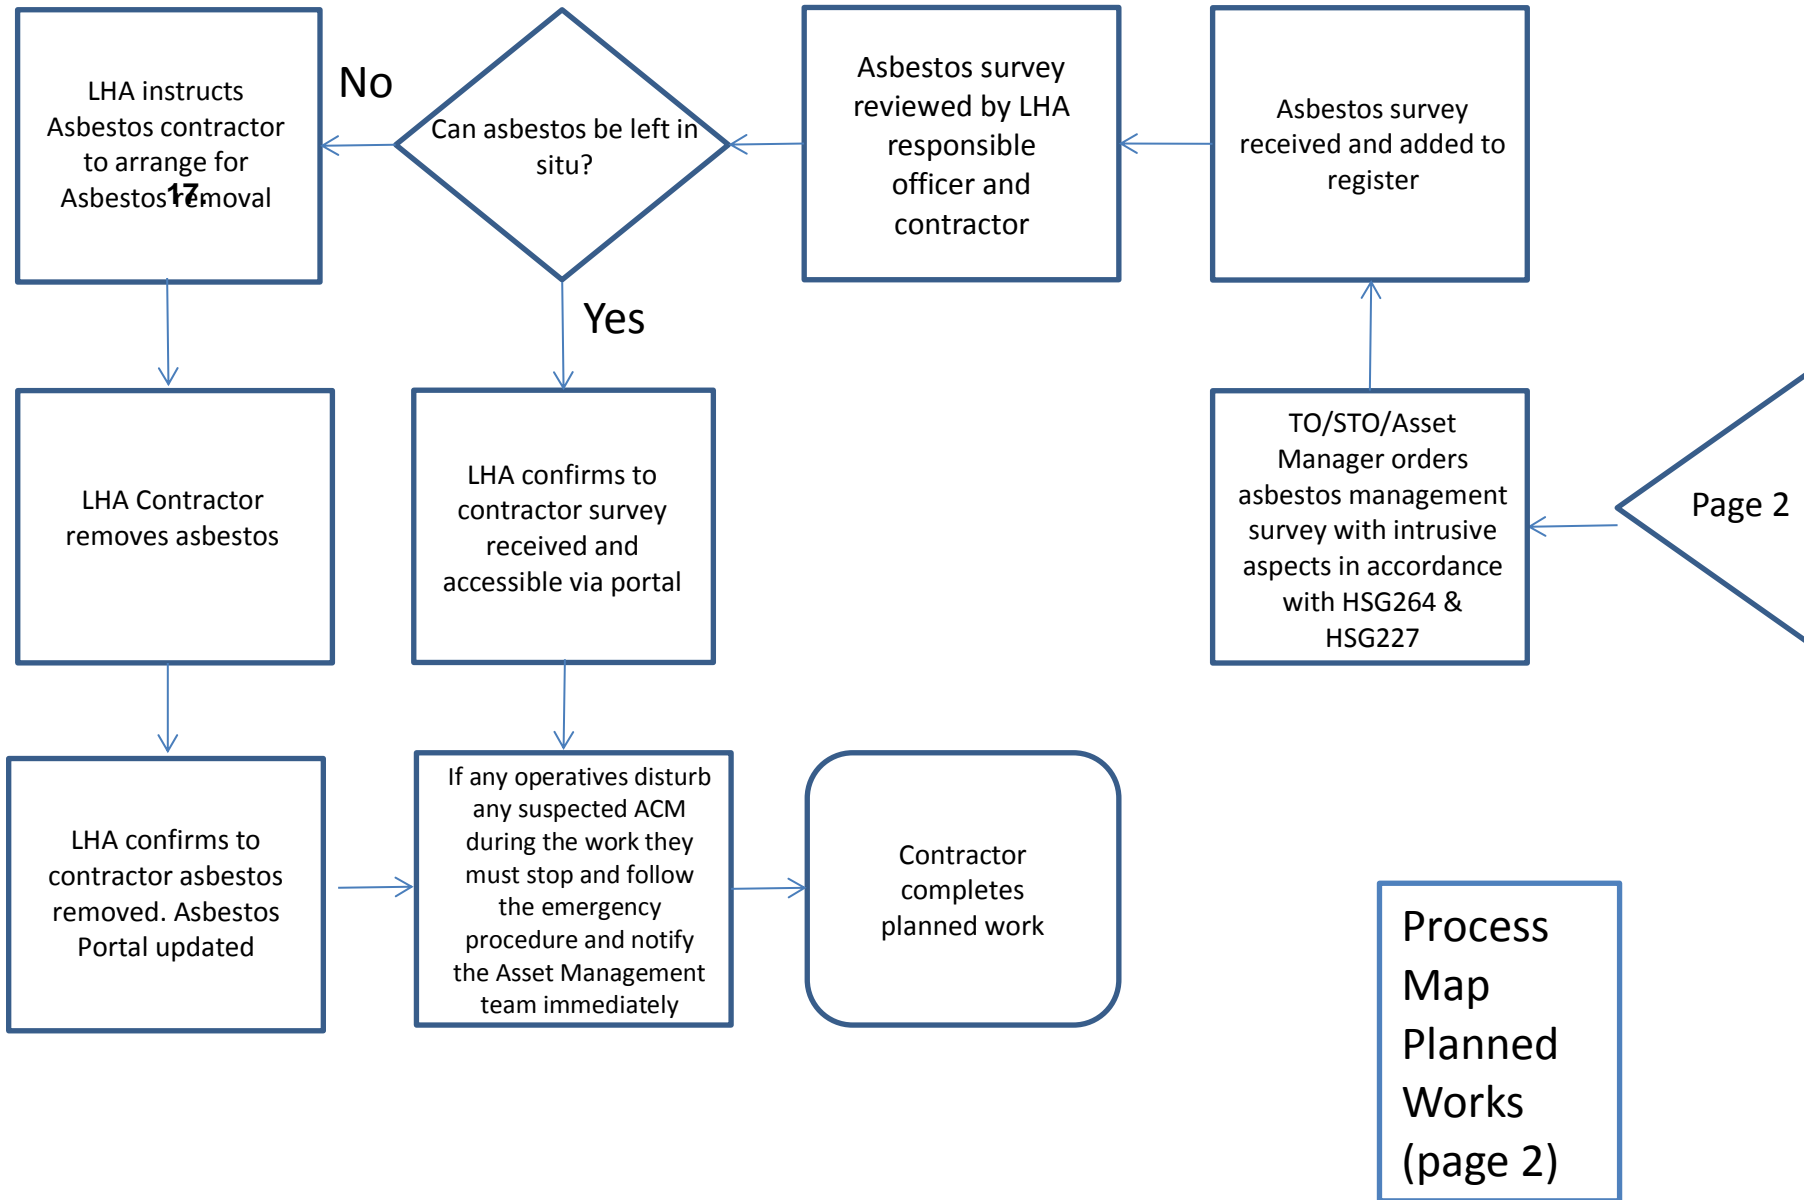 LHA instructs
Asbestos contractor
to arrange for
Asbestos removal
17.
No
Can asbestos be left in
situ?
Yes
Asbestos survey
reviewed by LHA
responsible
officer and
contractor
Asbestos survey
received and added to
register
LHA Contractor
removes asbestos
LHA confirms to
contractor survey
received and
accessible via portal
TO/STO/Asset
Manager orders
asbestos management
survey with intrusive
aspects in accordance
with HSG264 &
HSG227
Page 2
LHA confirms to
contractor asbestos
removed. Asbestos
Portal updated
If any operatives disturb
any suspected ACM
during the work they
must stop and follow
the emergency
procedure and notify
the Asset Management
team immediately
Contractor
completes
planned work
Process
Map
Planned
Works
(page 2)